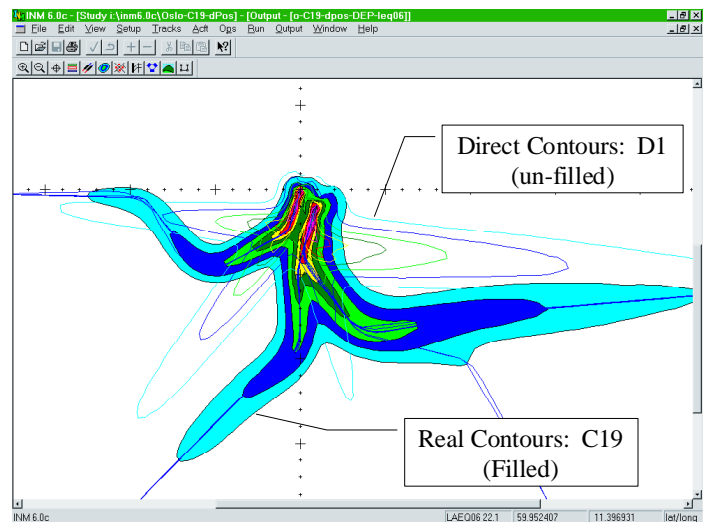 INM 6.0c - [Study i:\inm6.0c\Oslo-C19-dPos] - [Output - [o-C19-dpos-DEP-leq06]]
File Edit View Setup Tracks Acft Ops Run Output Window Help
Direct Contours: D1
(un-filled)
Real Contours: C19
(Filled)
INM 6.0c
LAEQ06 22.1 59.952407 11.396931 lat/long